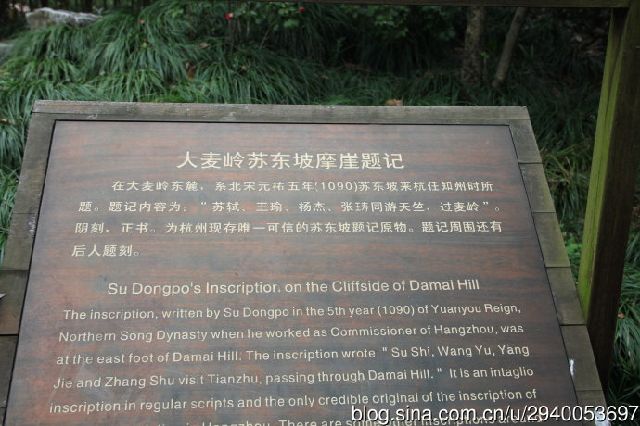 大麦岭苏东坡摩崖题记
在大麦岭东麓，系北宋元祐五年(1090)苏东坡来杭任知州时所
题。题记内容为："苏轼、王瑜、杨杰、张璹同游天竺，过麦岭"。
阴刻，正书。为杭州现存唯一可信的苏东坡题记原物。题记周围还有
后人题刻。
Su Dongpo's Inscription on the Cliffside of Damai Hill
The inscription, written by Su Dongpo in the 5th year (1090) of Yuanyou Reign,
Northern Song Dynasty when he worked as Commissioner of Hangzhou, was
at the east foot of Damai Hill. The inscription wrote " Su Shi, Wang Yu, Yang
Jie and Zhang Shu visit Tianzhu, passing through Damai Hill. " It is an intaglio
inscription in regular scripts and the only credible original of the inscription of
in Hangzhou. There are some other inscriptions
blog.sina.com.cn/u/2940053697